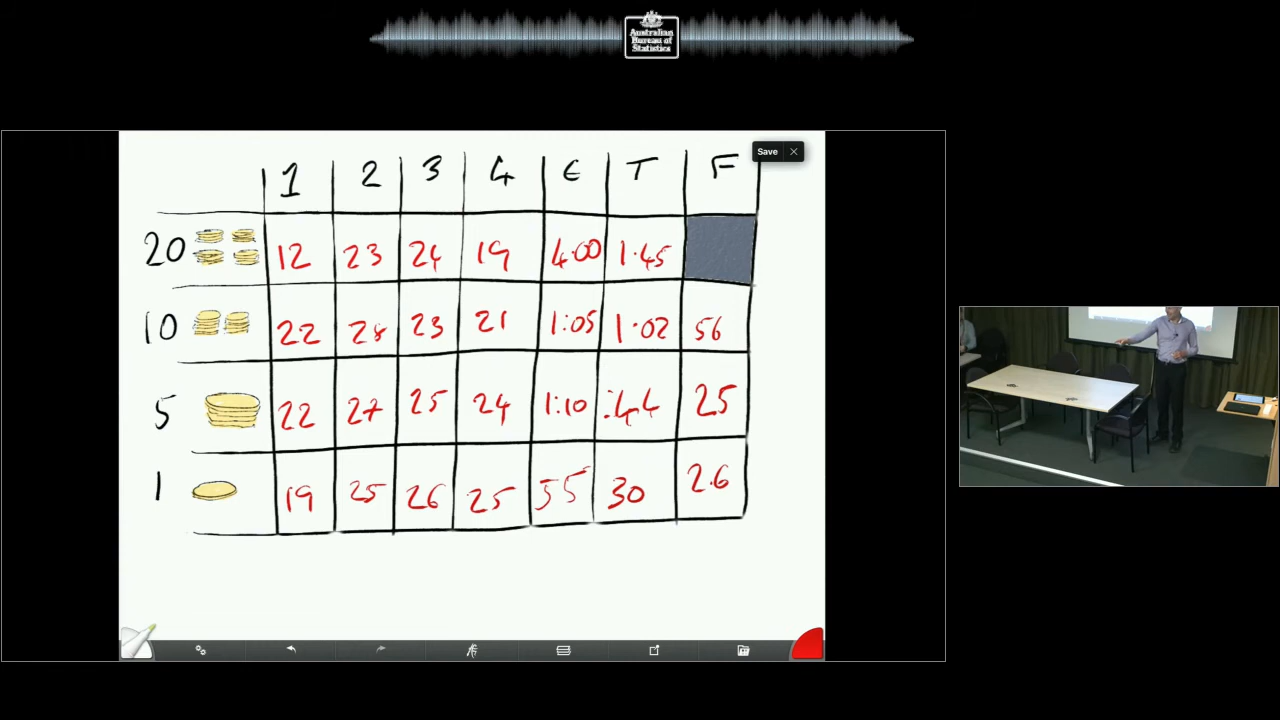 Australian
Bureau of
Statistics
Save
1 2 3 4 E T F
20 12 23 24 19 4.00 1.45
10 22 28 23 21 1:05 1.02 56
5 22 27 25 24 1:10 :44 25
1 19 25 26 25 55 30 2.6